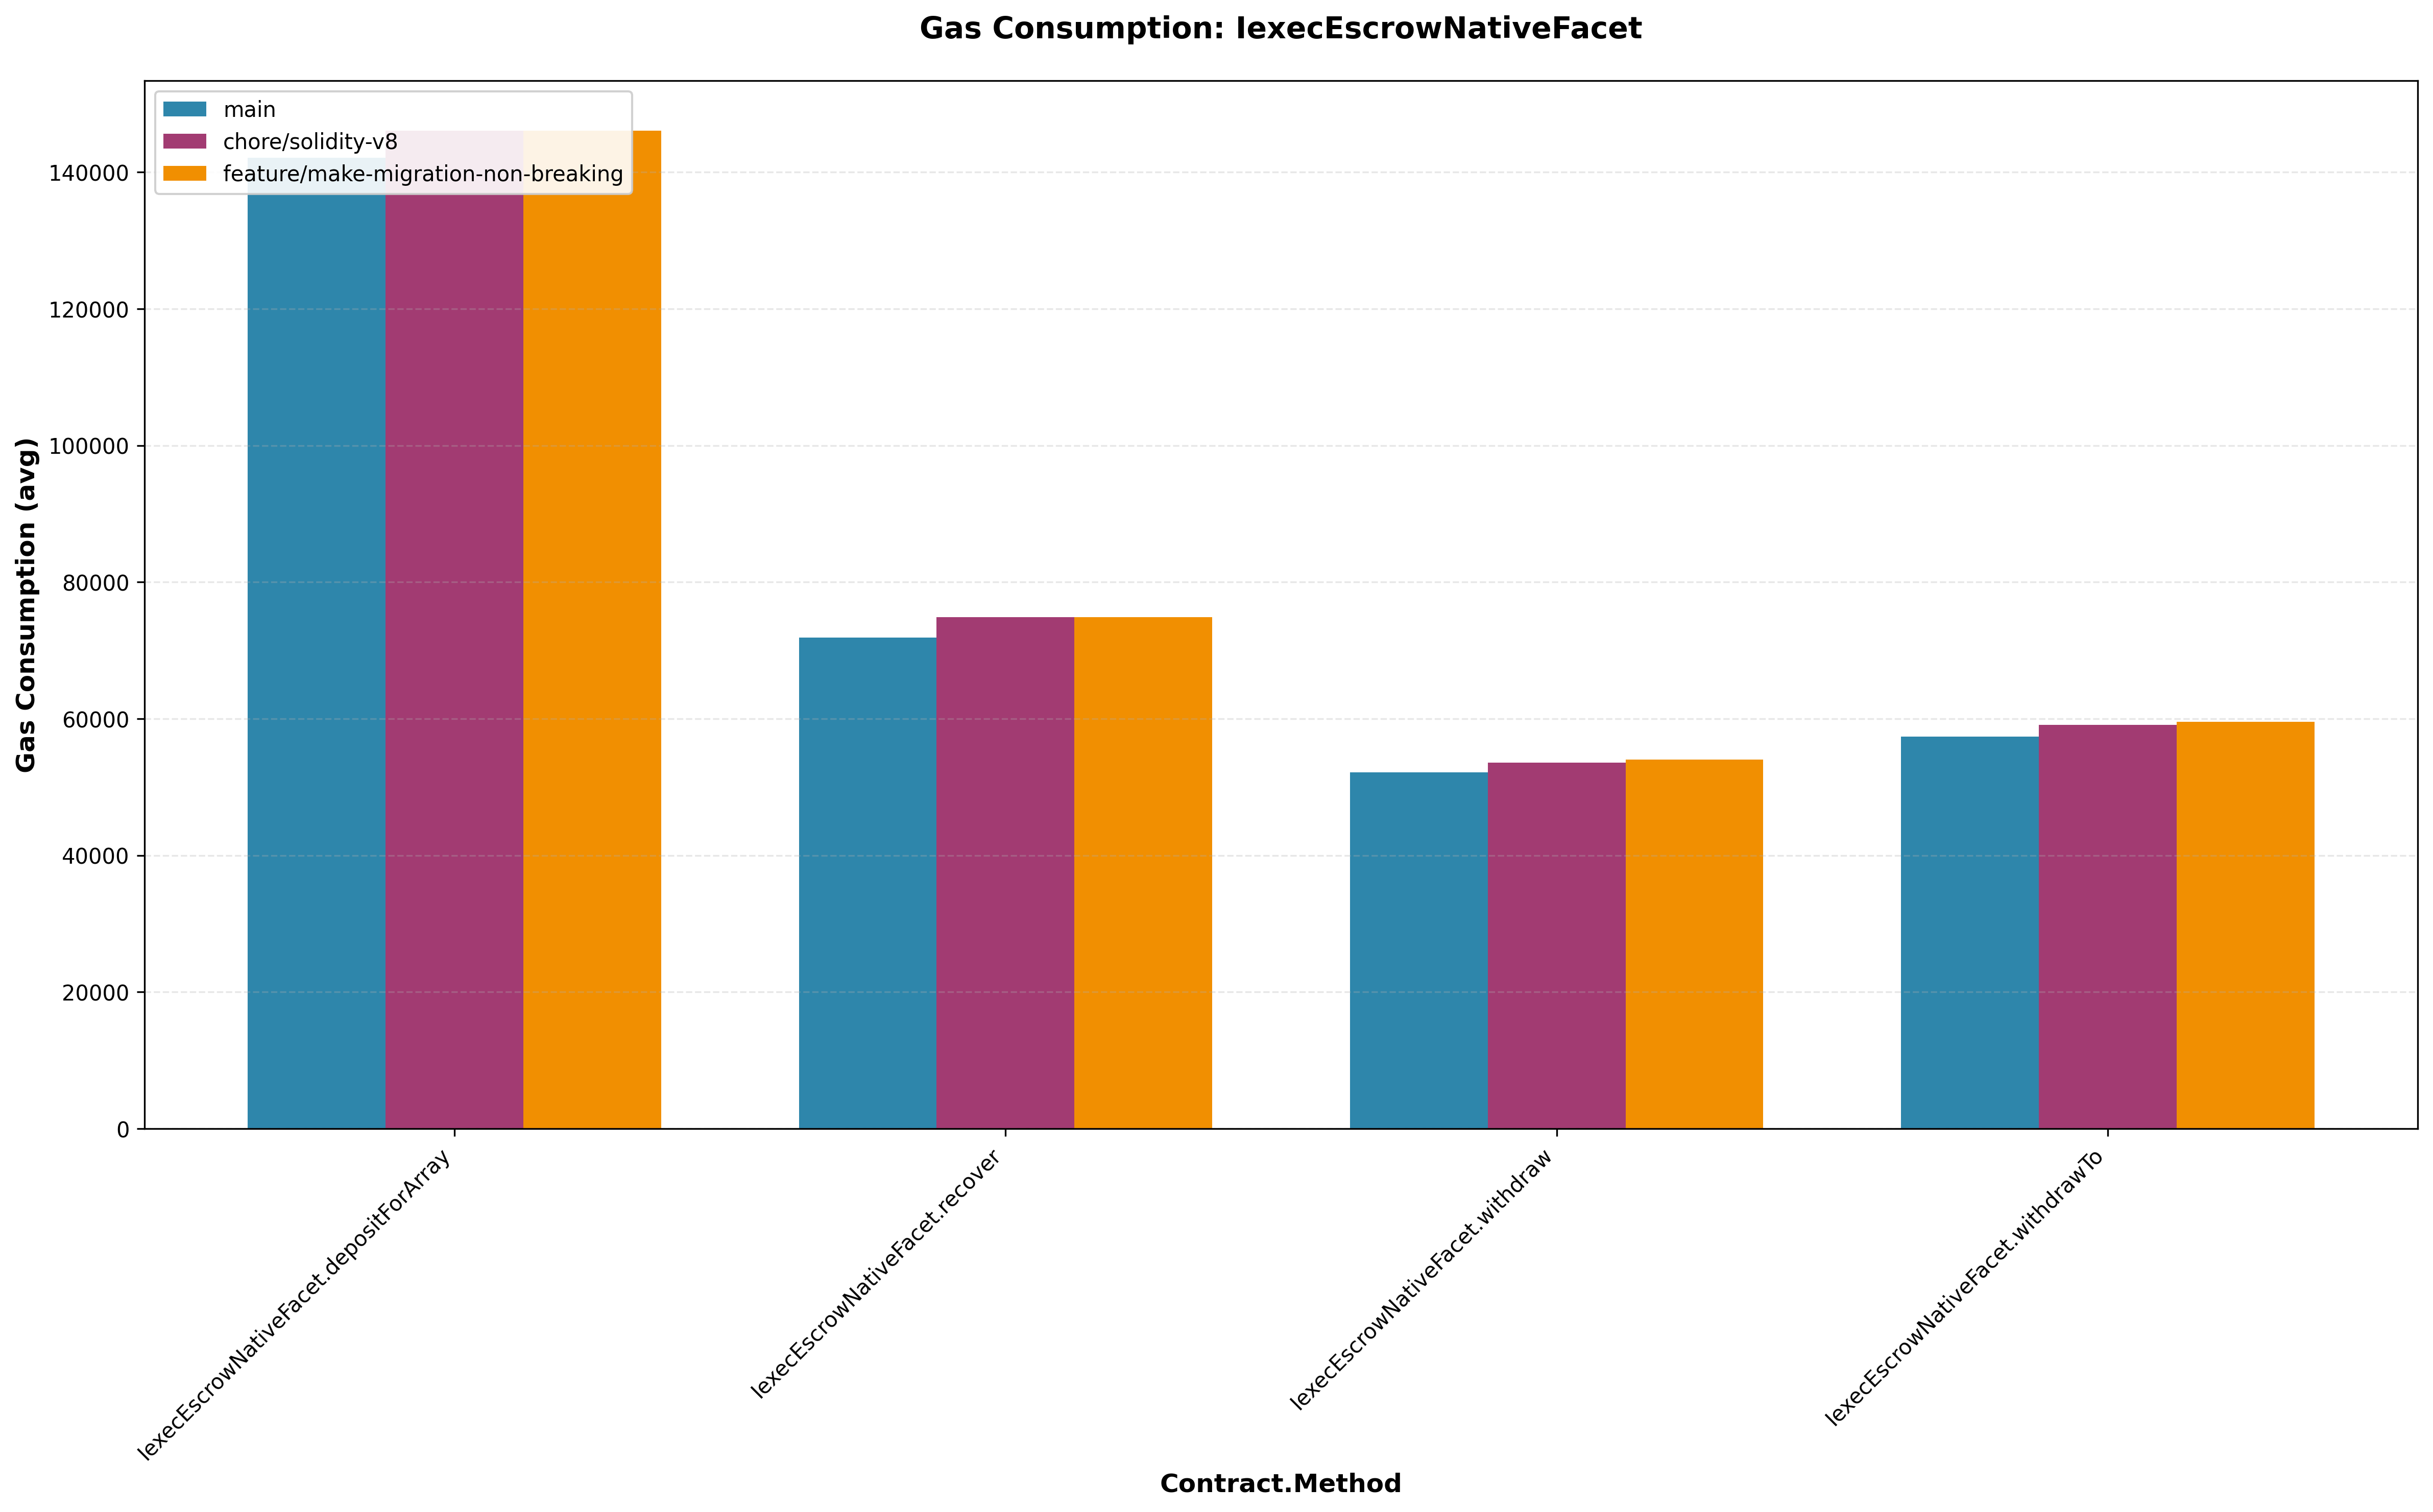 Gas Consumption: IexecEscrowNativeFacet
main
chore/solidity-v8
feature/make-migration-non-breaking
Gas Consumption (avg)
140000
120000
100000
80000
60000
40000
20000
0
IexecEscrowNativeFacet.depositForArray
IexecEscrowNativeFacet.recover
IexecEscrowNativeFacet.withdraw
IexecEscrowNativeFacet.withdrawTo
Contract.Method